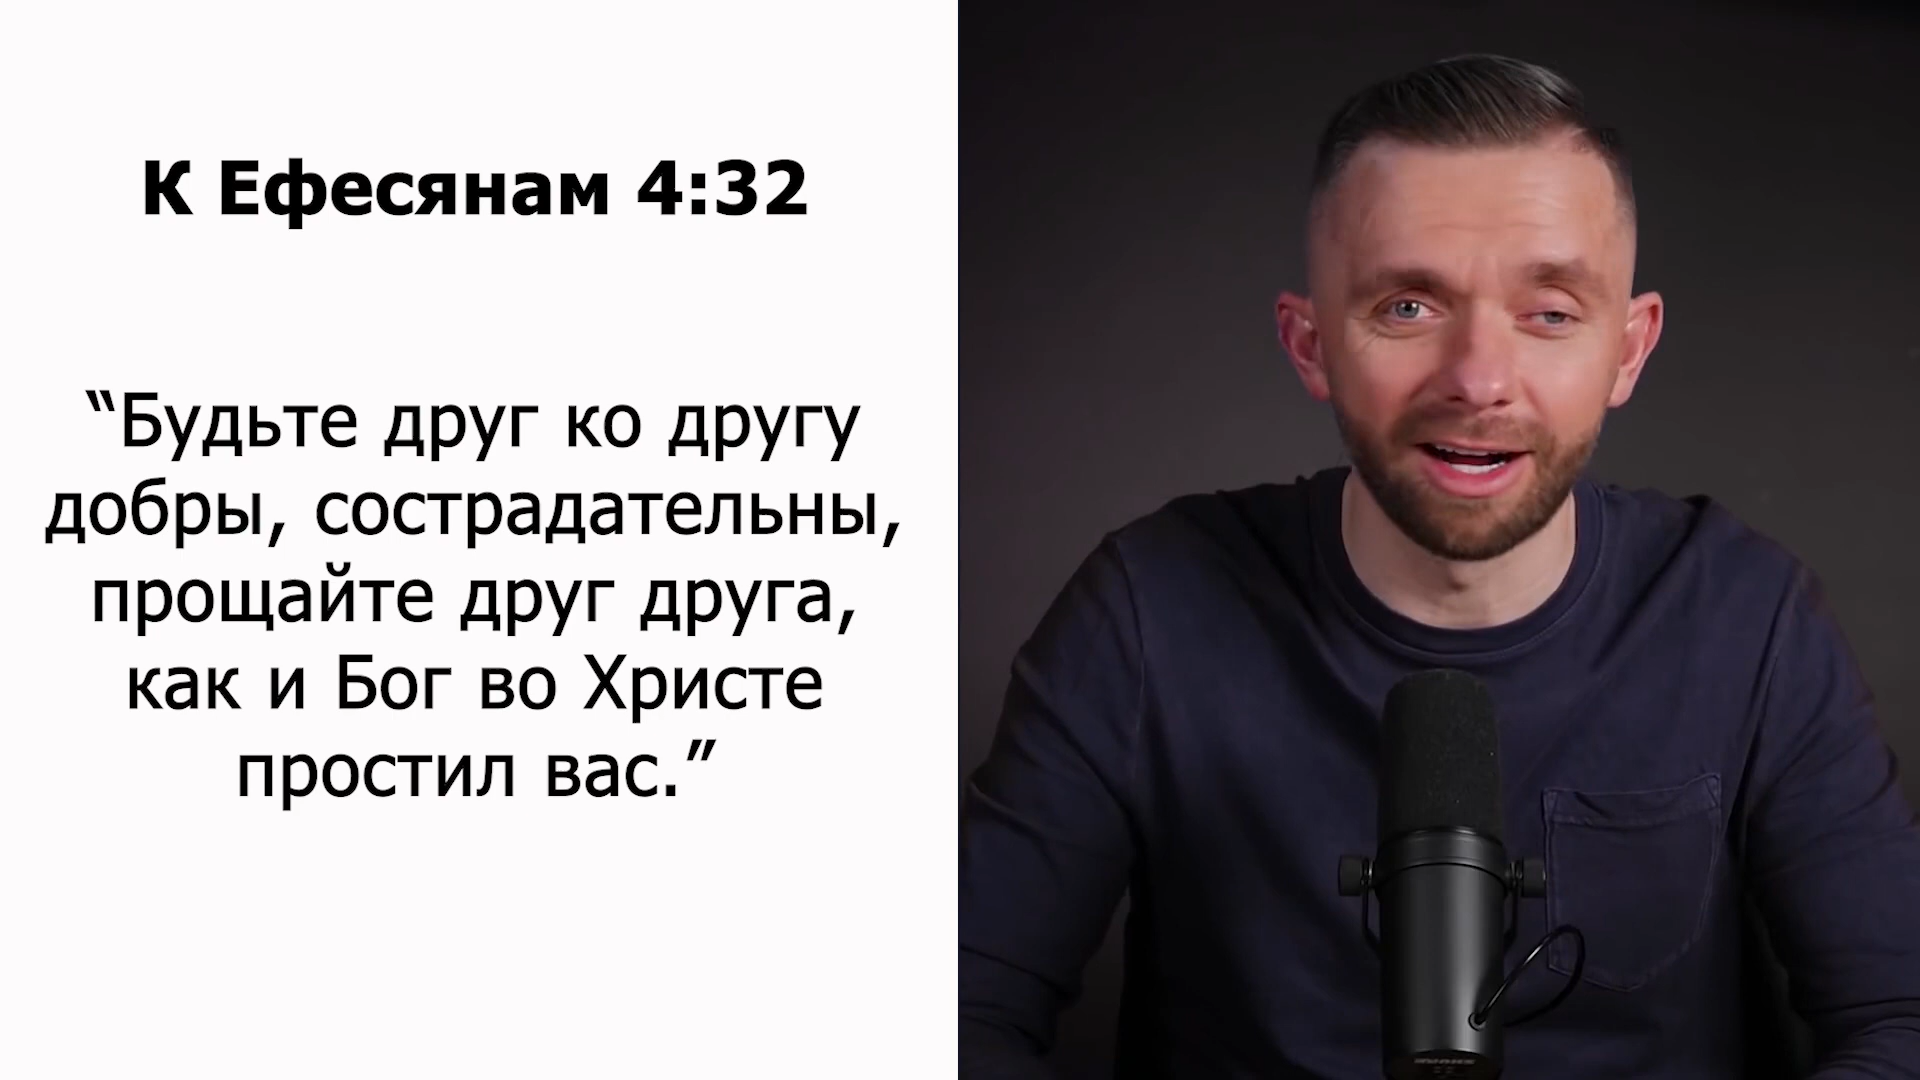 К Ефесянам 4:32
“Будьте друг ко другу
добры, сострадательны,
прощайте друг друга,
как и Бог во Христе
простил вас.”